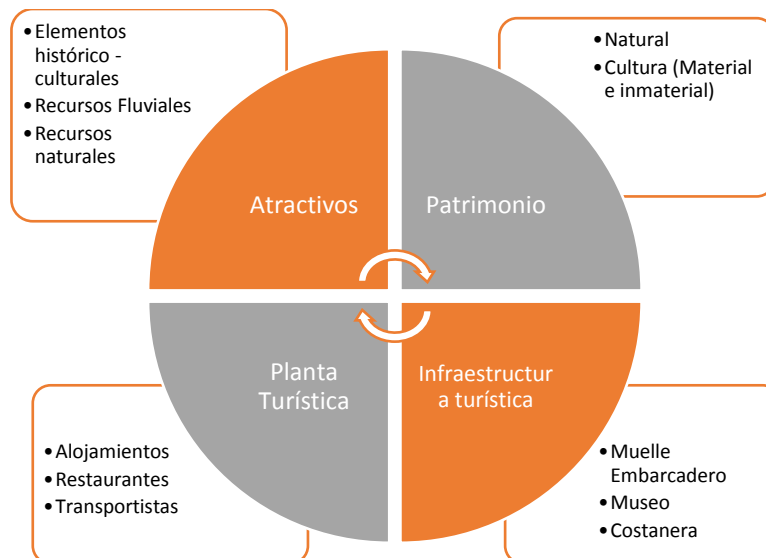 • Elementos
histórico -
culturales
• Recursos Fluviales
• Recursos
naturales
• Natural
• Cultura (Material
e inmaterial)
Atractivos
Patrimonio
Planta
Turística
Infraestructur
a turística
• Alojamientos
• Restaurantes
• Transportistas
• Muelle
Embarcadero
• Museo
• Costanera